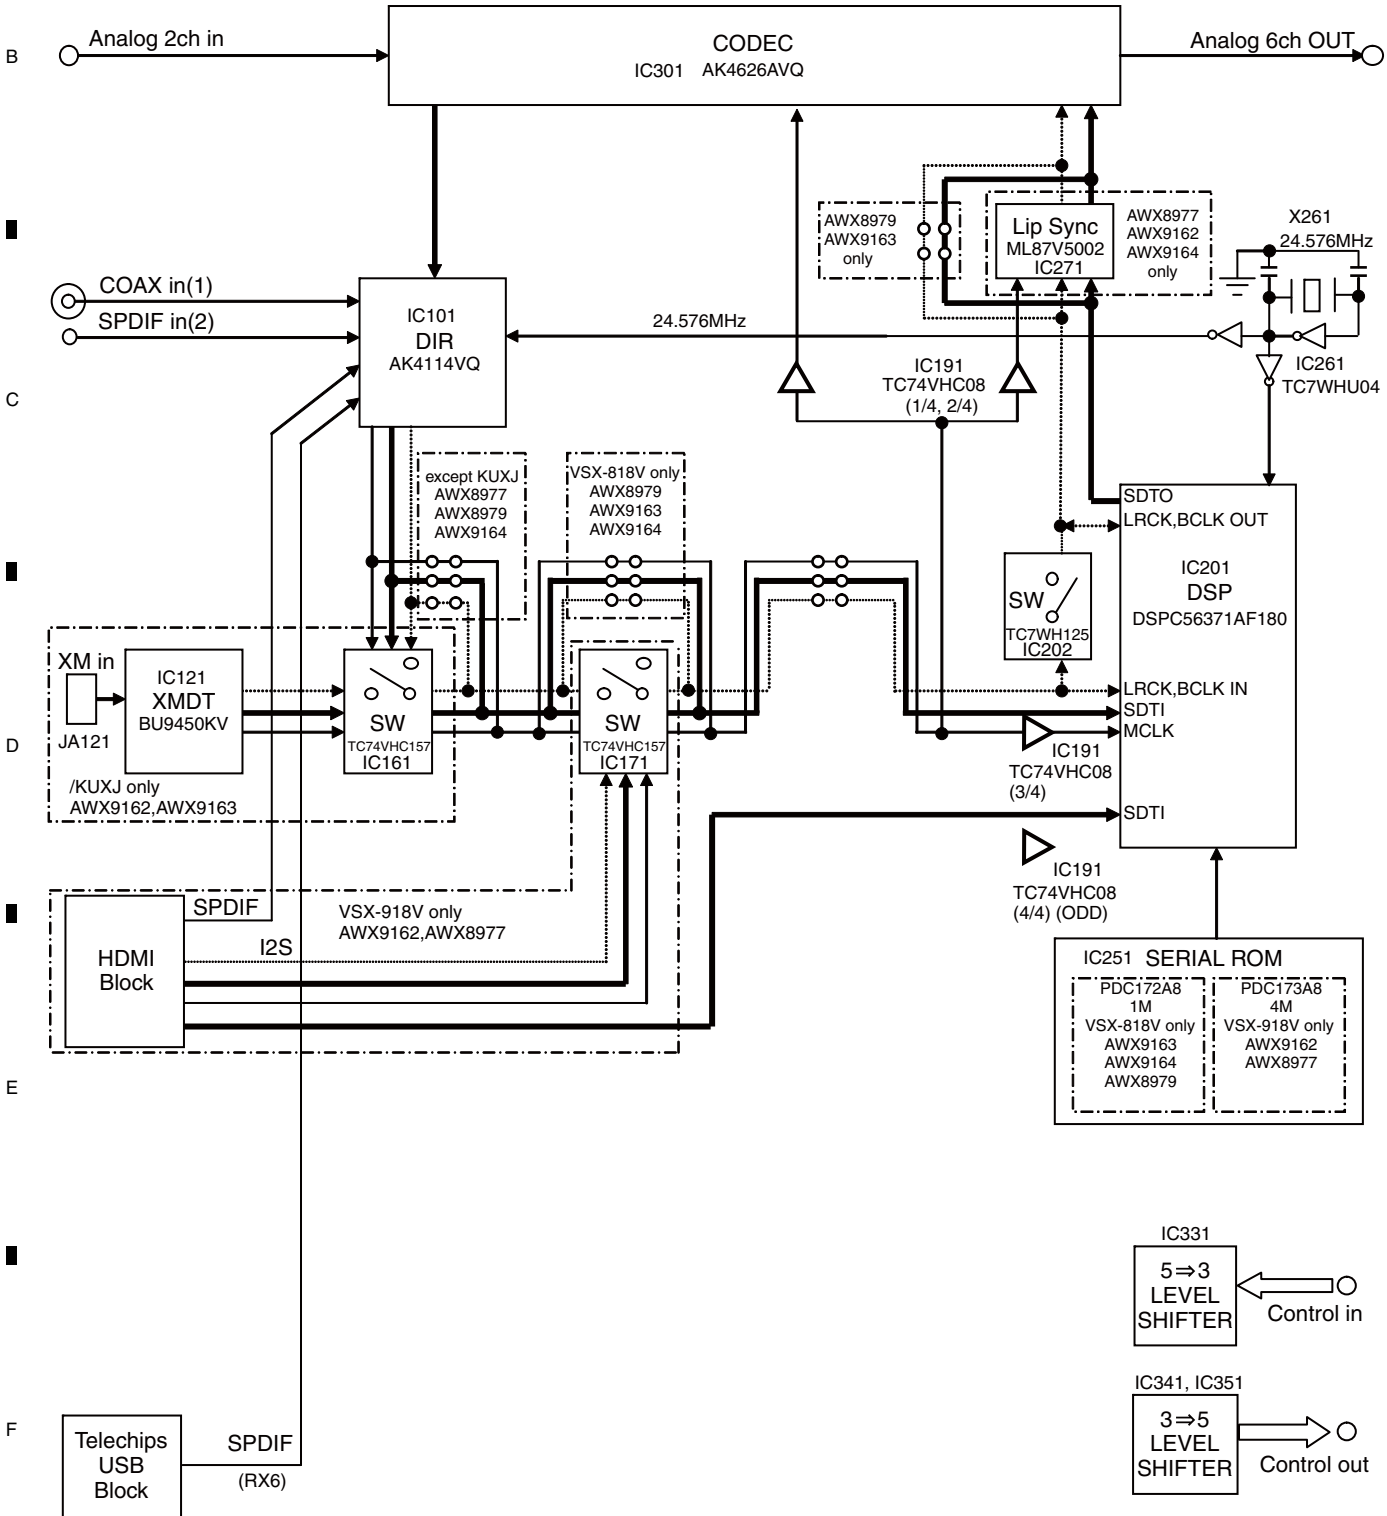 B
Analog 2ch in
CODEC
IC301 AK4626AVQ
Analog 6ch OUT
AWX8979
AWX9163
only
Lip Sync
ML87V5002
IC271
AWX8977
AWX9162
AWX9164
only
X261
24.576MHz
COAX in(1)
SPDIF in(2)
IC101
DIR
AK4114VQ
24.576MHz
IC261
TC7WHU04
C
IC191
TC74VHC08
(1/4, 2/4)
except KUXJ
AWX8977
AWX8979
AWX9164
VSX-818V only
AWX8979
AWX9163
AWX9164
SDTO
LRCK,BCLK OUT
IC201
DSP
DSPC56371AF180
SW
TC7WH125
IC202
LRCK,BCLK IN
SDTI
MCLK
SDTI
D
XM in
JA121
IC121
XMDT
BU9450KV
/KUXJ only
AWX9162,AWX9163
SW
TC74VHC157
IC161
SW
TC74VHC157
IC171
IC191
TC74VHC08
(3/4)
IC191
TC74VHC08
(4/4) (ODD)
HDMI
Block
SPDIF
I2S
VSX-918V only
AWX9162,AWX8977
IC251 SERIAL ROM
PDC172A8
1M
VSX-818V only
AWX9163
AWX9164
AWX8979
PDC173A8
4M
VSX-918V only
AWX9162
AWX8977
E
IC331
5⇒3
LEVEL
SHIFTER
Control in
IC341, IC351
3⇒5
LEVEL
SHIFTER
Control out
F
Telechips
USB
Block
SPDIF
(RX6)